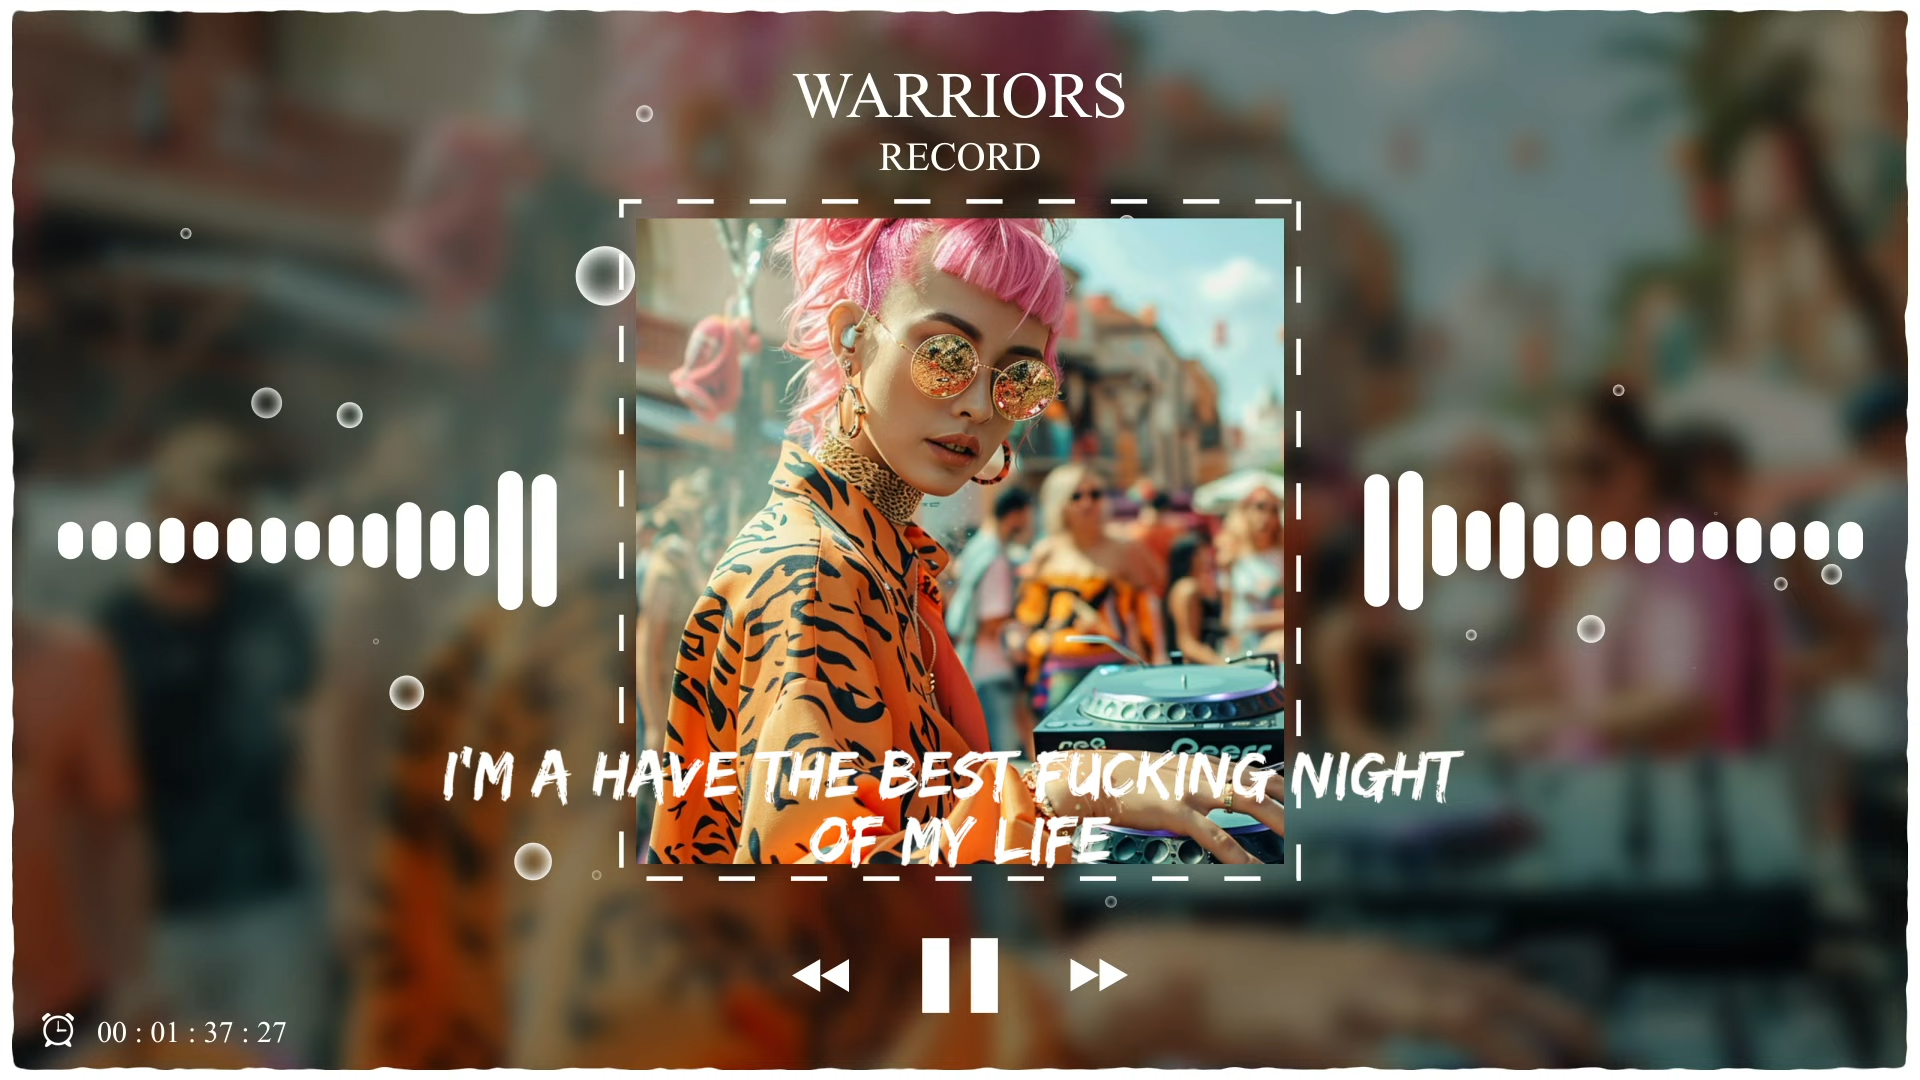 WARRIORS
RECORD
I'M A HAVE THE BEST FUCKING NIGHT
OF MY LIFE
00 : 01 : 37 : 27